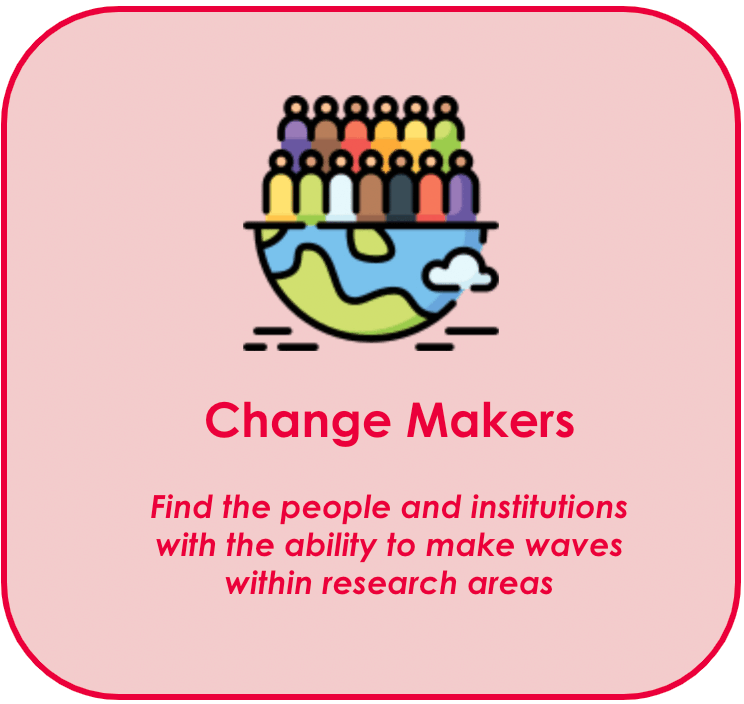 Change Makers
Find the people and institutions
with the ability to make waves
within research areas